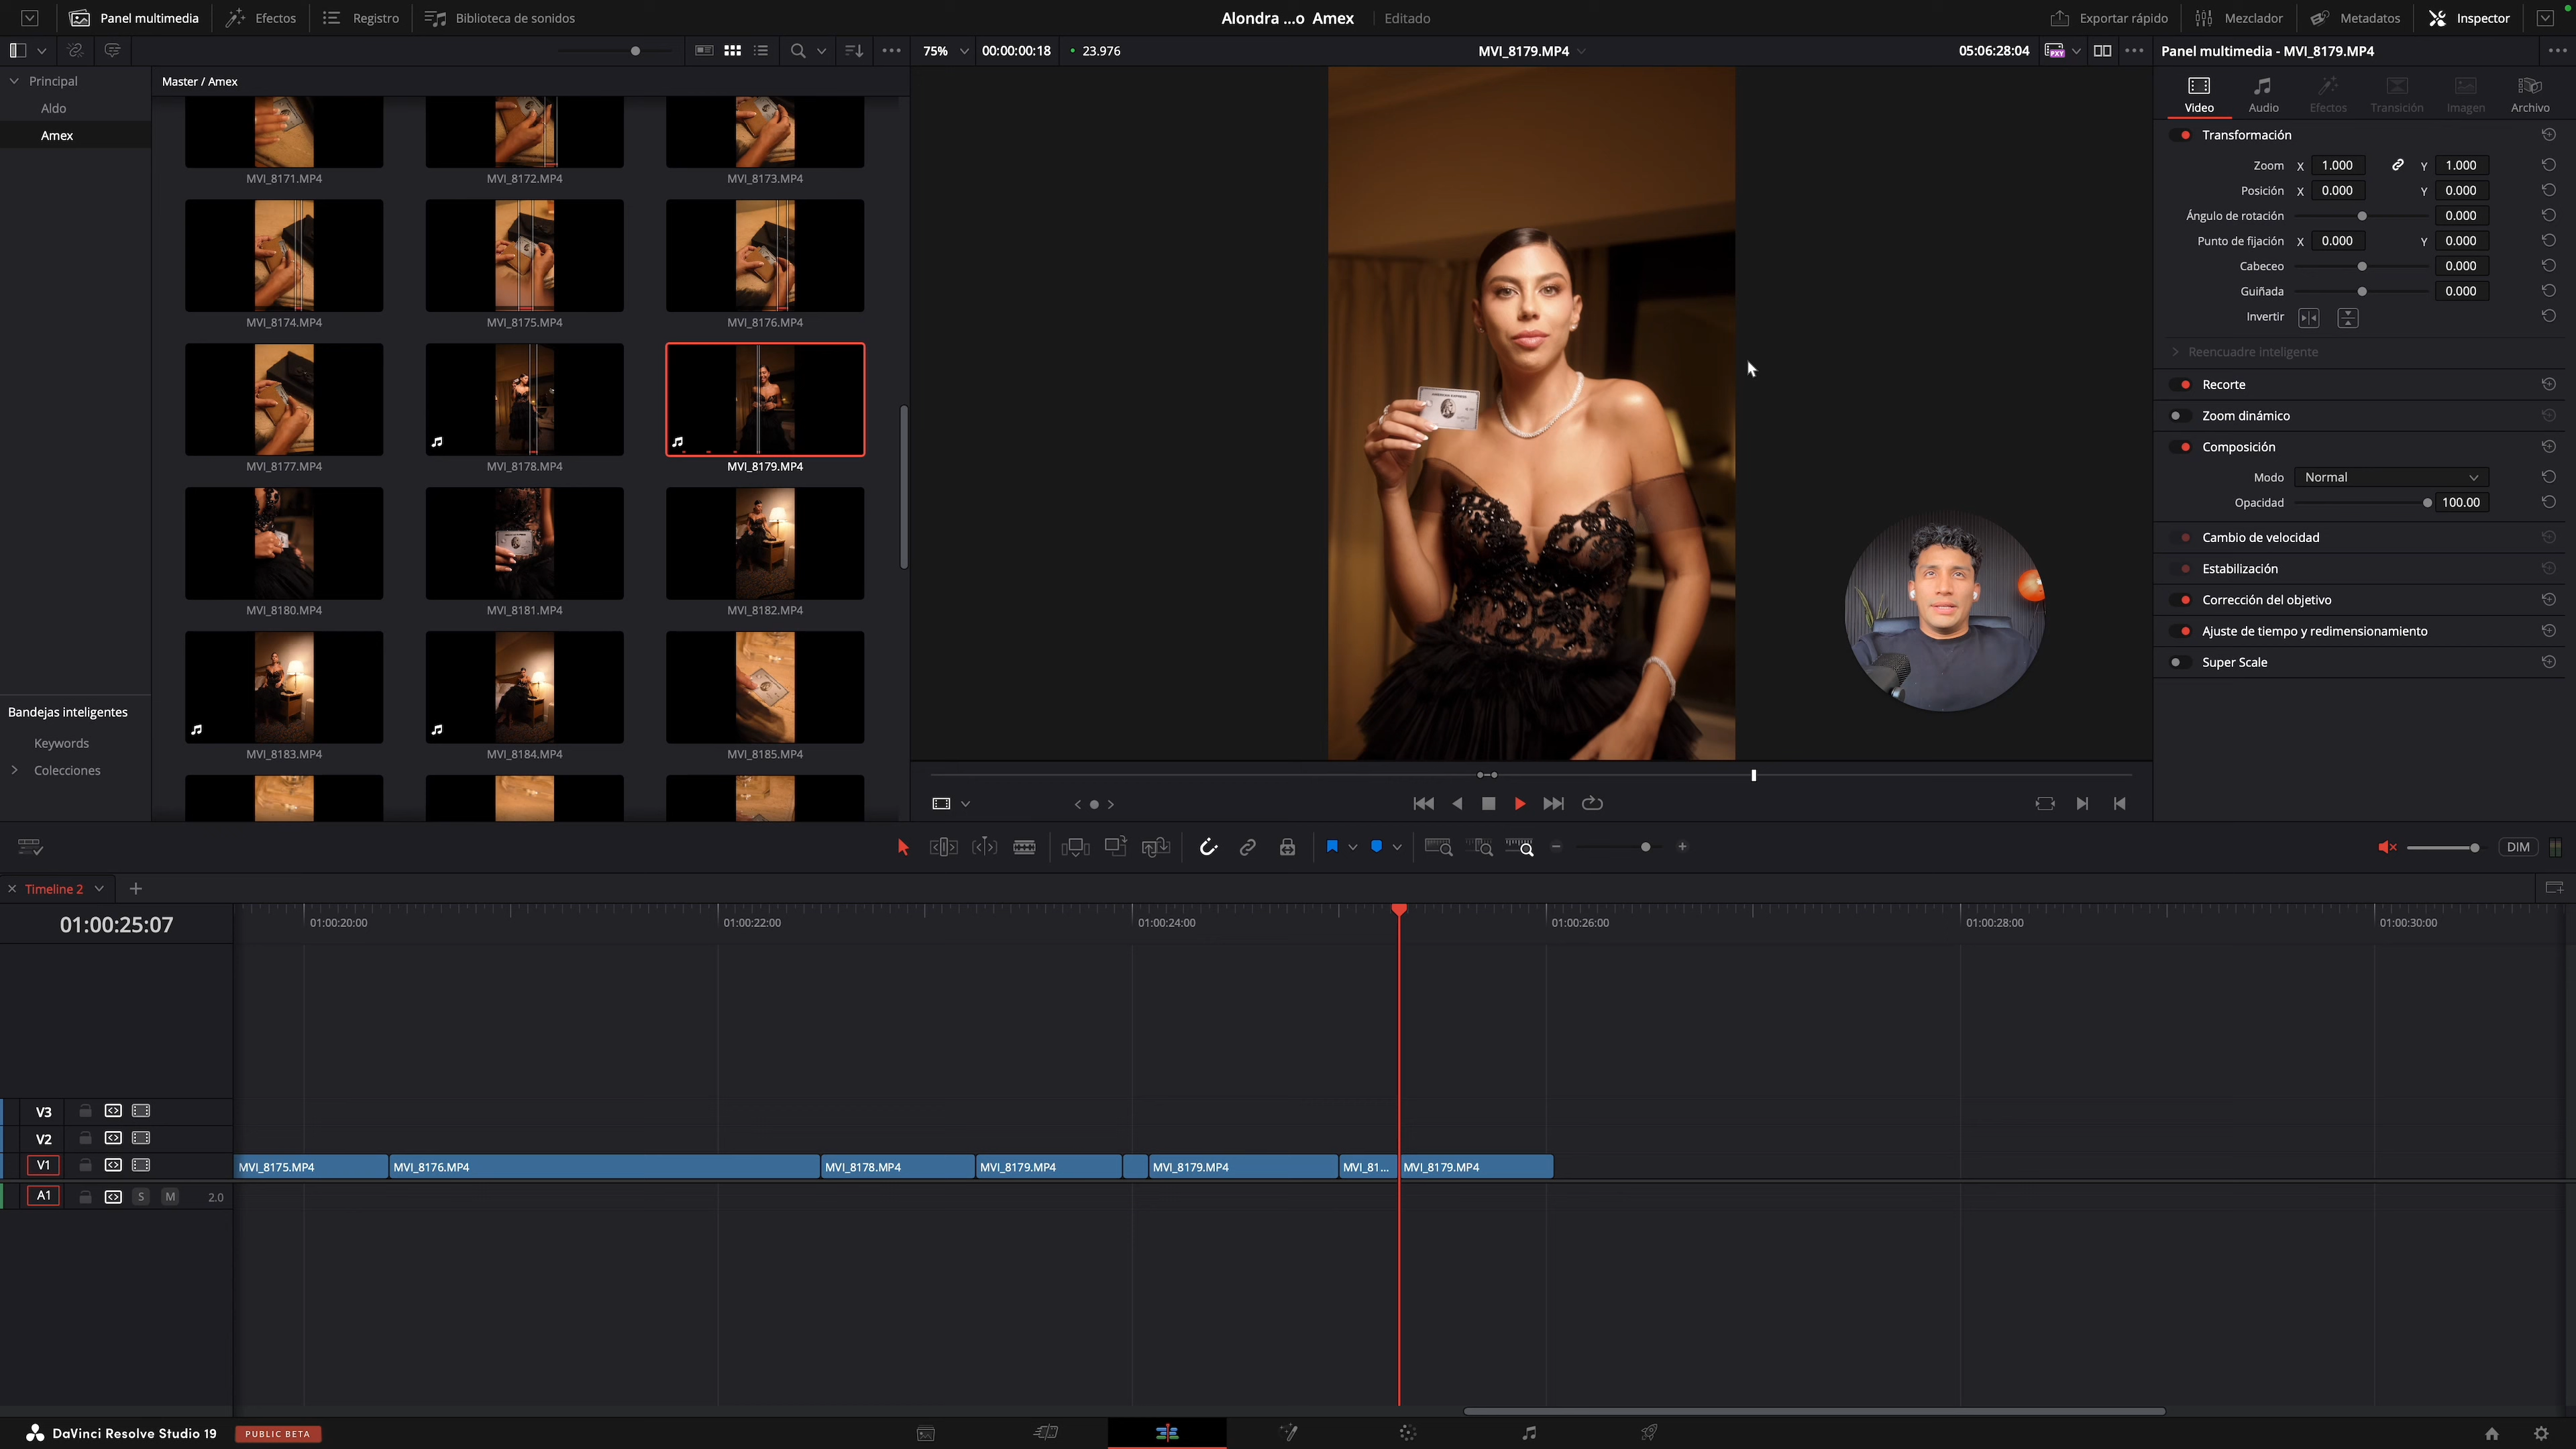 Panel multimedia Efectos Registro Biblioteca de sonidos Alondra ...o Amex Editado Exportar rápido Mezclador Metadatos Inspector
75% 00:00:00:18 23.976 MVI_8179.MP4 05:06:28:04 Panel multimedia - MVI_8179.MP4
Principal
Aldo
Amex
Master / Amex
MVI_8171.MP4 MVI_8172.MP4 MVI_8173.MP4
MVI_8174.MP4 MVI_8175.MP4 MVI_8176.MP4
MVI_8177.MP4 MVI_8178.MP4 MVI_8179.MP4
MVI_8180.MP4 MVI_8181.MP4 MVI_8182.MP4
MVI_8183.MP4 MVI_8184.MP4 MVI_8185.MP4
Bandejas inteligentes
Keywords
Colecciones
Video Audio Efectos Transición Imagen Archivo
Transformación
Zoom X 1.000 Y 1.000
Posición X 0.000 Y 0.000
Ángulo de rotación 0.000
Punto de fijación X 0.000 Y 0.000
Cabeceo 0.000
Guiñada 0.000
Invertir
Reencuadre inteligente
Recorte
Zoom dinámico
Composición
Modo Normal
Opacidad 100.00
Cambio de velocidad
Estabilización
Corrección del objetivo
Ajuste de tiempo y redimensionamiento
Super Scale
DIM
Timeline 2
01:00:25:07 01:00:20:00 01:00:22:00 01:00:24:00 01:00:26:00 01:00:28:00 01:00:30:00
V3
V2
V1 MVI_8175.MP4 MVI_8176.MP4 MVI_8178.MP4 MVI_8179.MP4 MVI_8179.MP4 MVI_81... MVI_8179.MP4
A1 S M 2.0
DaVinci Resolve Studio 19 PUBLIC BETA